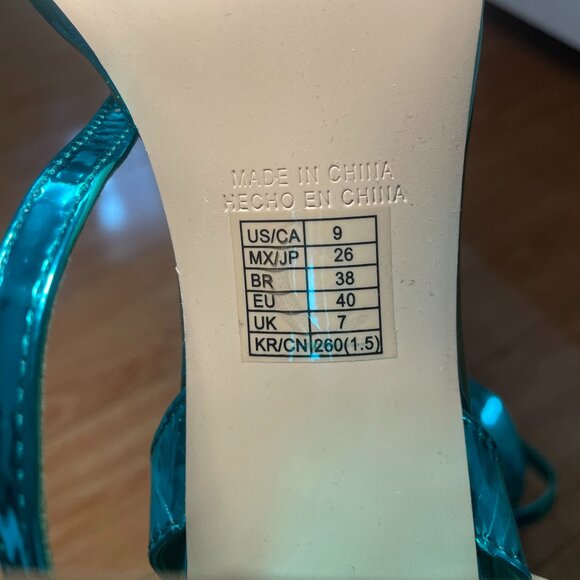 MADE IN CHINA
HECHO EN CHINA
US/CA 9
MX/JP 26
BR 38
EU 40
UK 7
KR/CN 260(1.5)